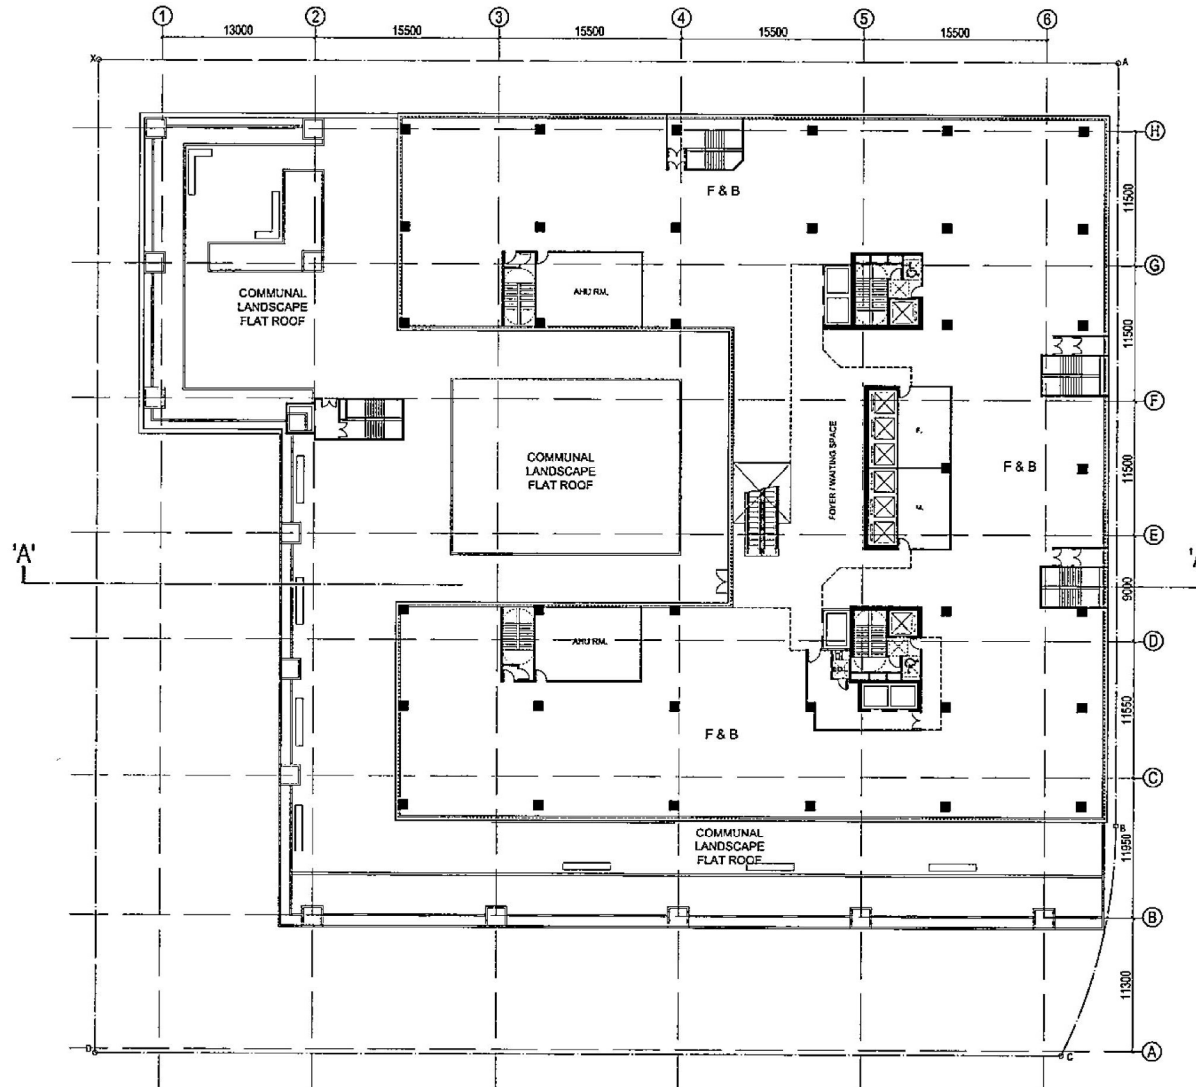 1 2 3 4 5 6
13000 15500 15500 15500 15500
X A
H
11500
F & B
G
COMMUNAL
LANDSCAPE
FLAT ROOF
AHU RM.
11500
F
COMMUNAL
LANDSCAPE
FLAT ROOF
FOYER / WAITING SPACE
F & B
11500
E
'A'
9000
D
AHU RM.
11550
F & B
C
B
COMMUNAL
LANDSCAPE
FLAT ROOF
11950
B
11300
D
C
A